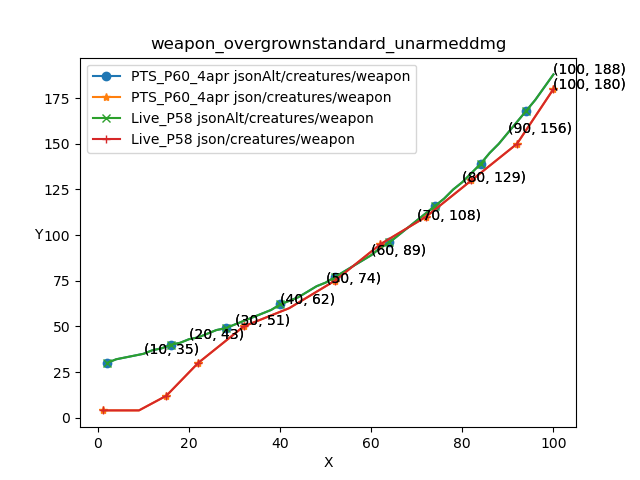 weapon_overgrownstandard_unarmeddmg
PTS_P60_4apr jsonAlt/creatures/weapon
PTS_P60_4apr json/creatures/weapon
Live_P58 jsonAlt/creatures/weapon
Live_P58 json/creatures/weapon
(100, 188)
(100, 180)
(90, 156)
(80, 129)
(70, 108)
(60, 89)
(50, 74)
(40, 62)
(30, 51)
(20, 43)
(10, 35)
175
150
125
100
75
50
25
0
Y
0 20 40 60 80 100
X